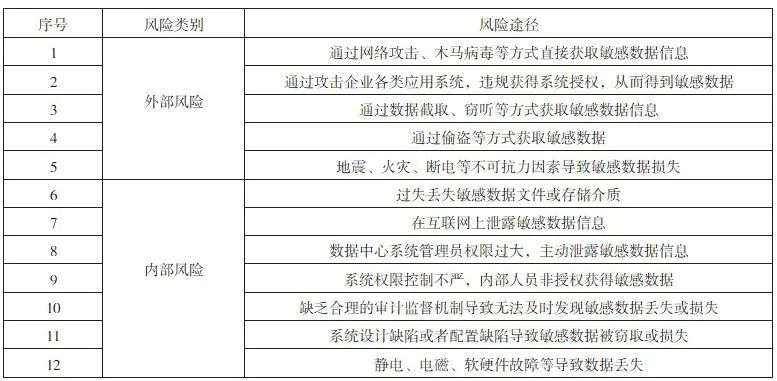 序号 风险类别 风险途径
1 通过网络攻击、木马病毒等方式直接获取敏感数据信息
2 通过攻击企业各类应用系统，违规获得系统授权，从而得到敏感数据
外部风险
3 通过数据截取、窃听等方式获取敏感数据信息
4 通过偷盗等方式获取敏感数据
5 地震、火灾、断电等不可抗力因素导致敏感数据损失
6 过失丢失敏感数据文件或存储介质
7 在互联网上泄露敏感数据信息
8 数据中心系统管理员权限过大，主动泄露敏感数据信息
内部风险
9 系统权限控制不严，内部人员非授权获得敏感数据
10 缺乏合理的审计监督机制导致无法及时发现敏感数据丢失或损失
11 系统设计缺陷或者配置缺陷导致敏感数据被窃取或损失
12 静电、电磁、软硬件故障等导致数据丢失